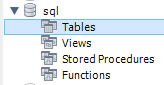 sql
Tables
Views
Stored Procedures
Functions